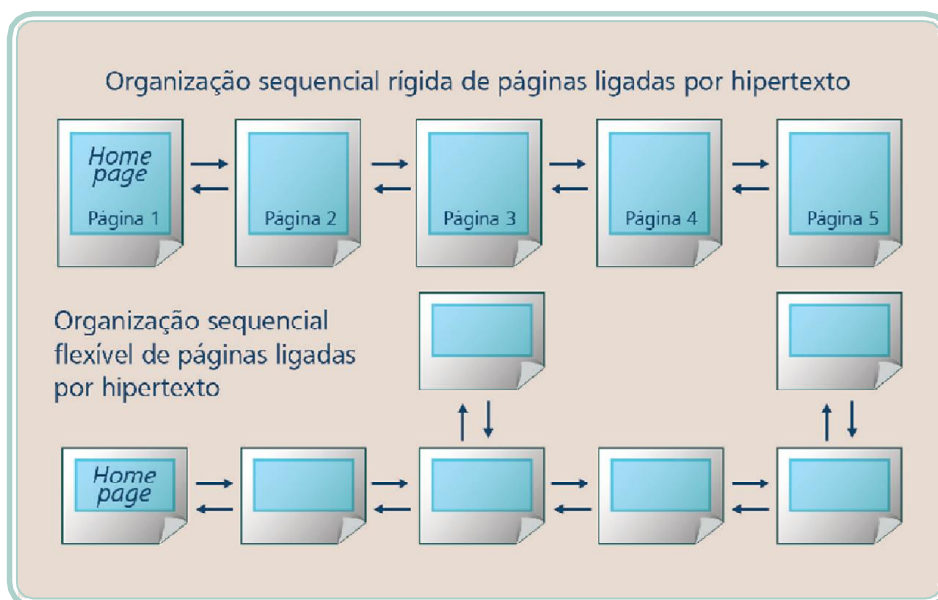 Organização sequencial rígida de páginas ligadas por hipertexto
Home
page
Página 1
Página 2
Página 3
Página 4
Página 5
Organização sequencial
flexível de páginas ligadas
por hipertexto
Home
page